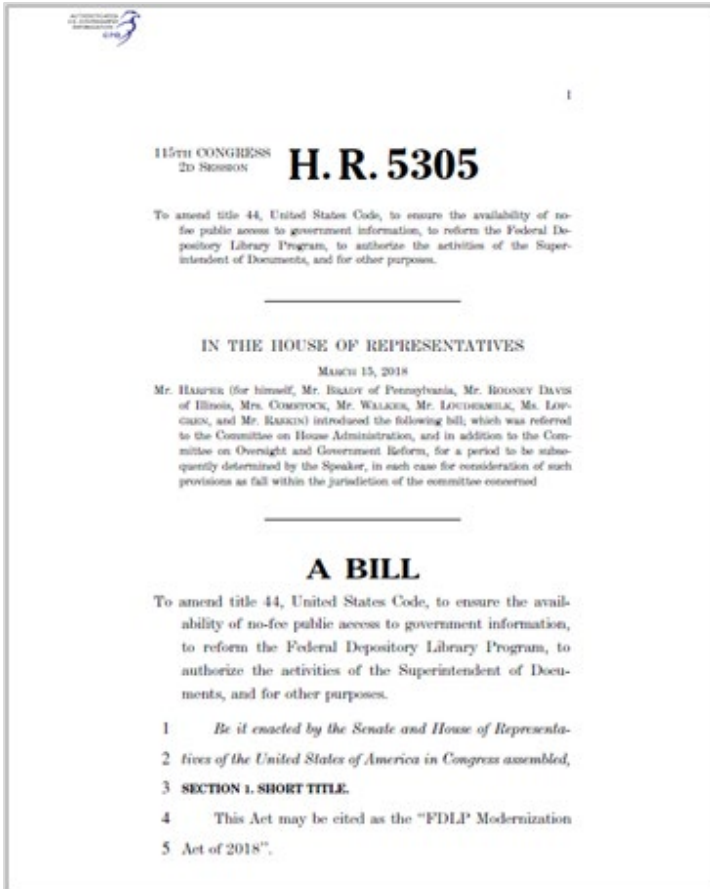 AUTHENTICATED
U.S. GOVERNMENT
INFORMATION
GPO
I
115TH CONGRESS
2D SESSION
H. R. 5305
To amend title 44, United States Code, to ensure the availability of no-
fee public access to government information, to reform the Federal De-
pository Library Program, to authorize the activities of the Super-
intendent of Documents, and for other purposes.
IN THE HOUSE OF REPRESENTATIVES
MARCH 15, 2018
Mr. HARPER (for himself, Mr. BRADY of Pennsylvania, Mr. RODNEY DAVIS
of Illinois, Mrs. COMSTOCK, Mr. WALKER, Mr. LOUDERMILK, Ms. LOF-
GREN, and Mr. RASKIN) introduced the following bill; which was referred
to the Committee on House Administration, and in addition to the Com-
mittee on Oversight and Government Reform, for a period to be subse-
quently determined by the Speaker, in each case for consideration of such
provisions as fall within the jurisdiction of the committee concerned
A BILL
To amend title 44, United States Code, to ensure the avail-
ability of no-fee public access to government information,
to reform the Federal Depository Library Program, to
authorize the activities of the Superintendent of Docu-
ments, and for other purposes.
1 Be it enacted by the Senate and House of Representa-
2 tives of the United States of America in Congress assembled,
3 SECTION 1. SHORT TITLE.
4 This Act may be cited as the “FDLP Modernization
5 Act of 2018”.